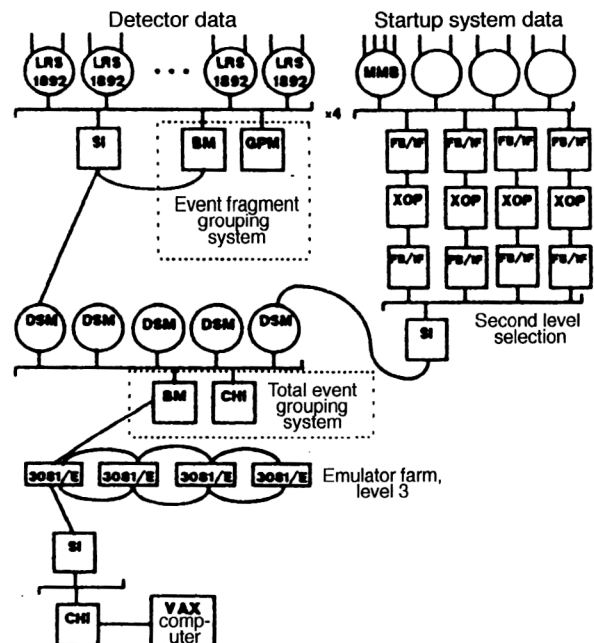 Detector data
Startup system data
LRS
1892
LRS
1892
LRS
1892
LRS
1892
MMB
x4
SI
BM
GPM
Event fragment
grouping
system
FB/IF
FB/IF
FB/IF
FB/IF
XOP
XOP
XOP
XOP
FB/IF
FB/IF
FB/IF
FB/IF
Second level
selection
SI
DSM
DSM
DSM
DSM
DSM
BM
CHI
Total event
grouping
system
3081/E
3081/E
3081/E
3081/E
Emulator farm,
level 3
SI
CHI
VAX
comp-
uter